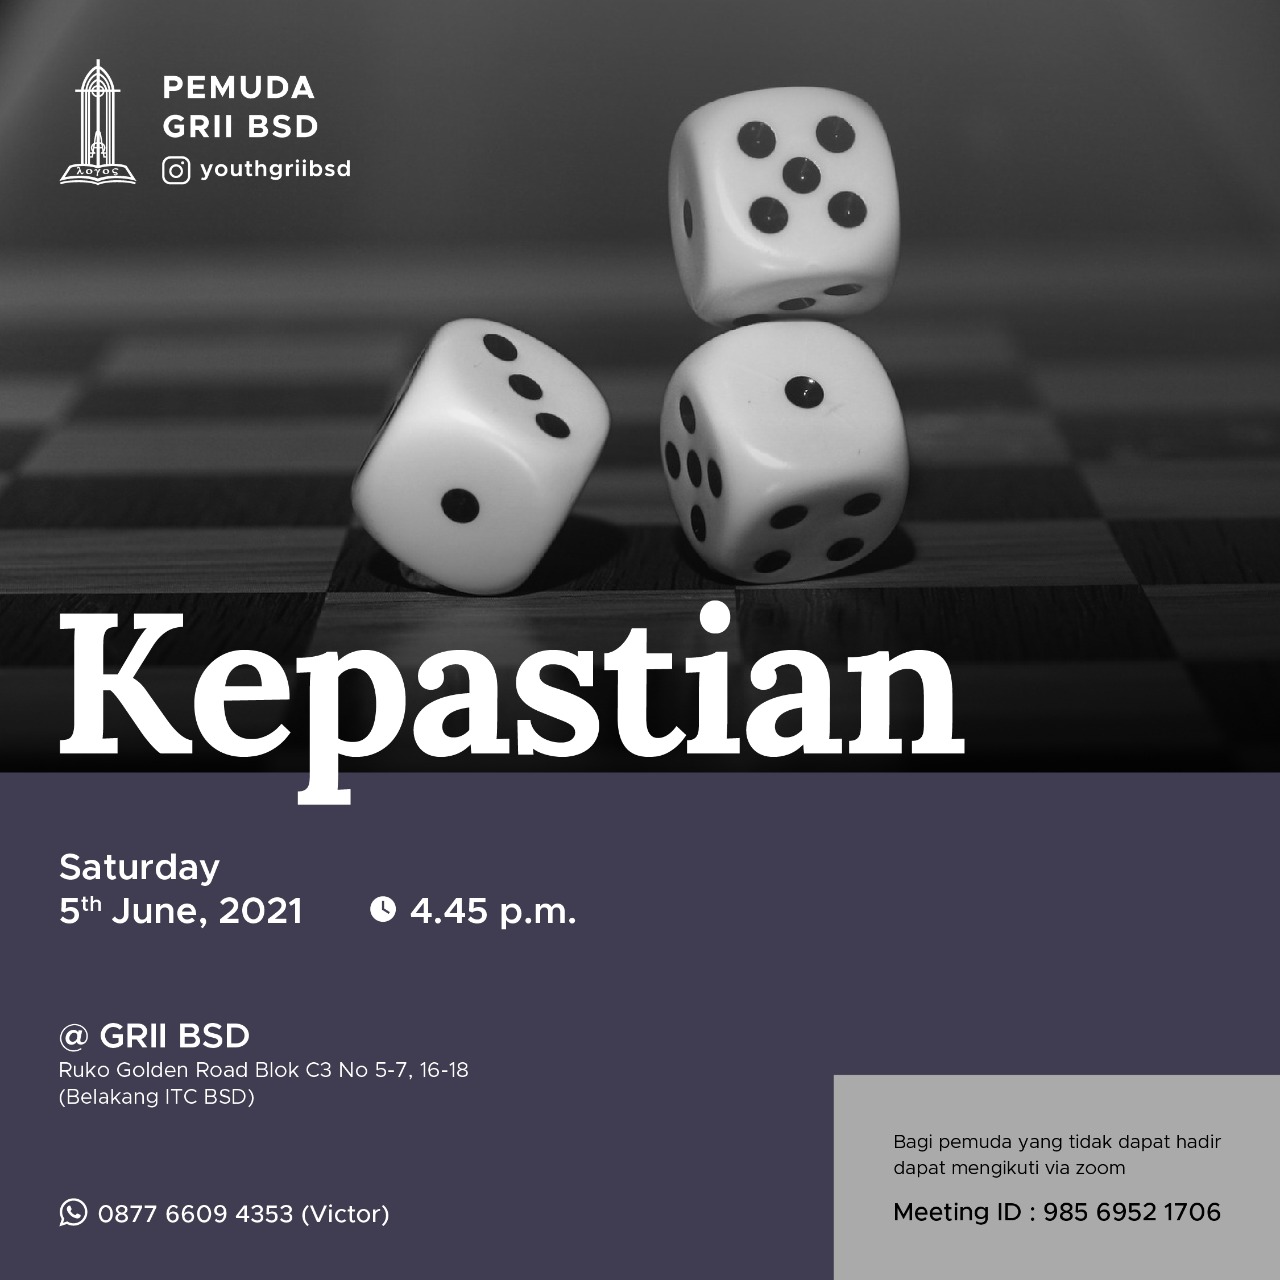 PEMUDA
GRII BSD
youthgriibsd
λογος
Kepastian
Saturday
5th June, 2021 4.45 p.m.
@ GRII BSD
Ruko Golden Road Blok C3 No 5-7, 16-18
(Belakang ITC BSD)
0877 6609 4353 (Victor)
Bagi pemuda yang tidak dapat hadir
dapat mengikuti via zoom
Meeting ID : 985 6952 1706